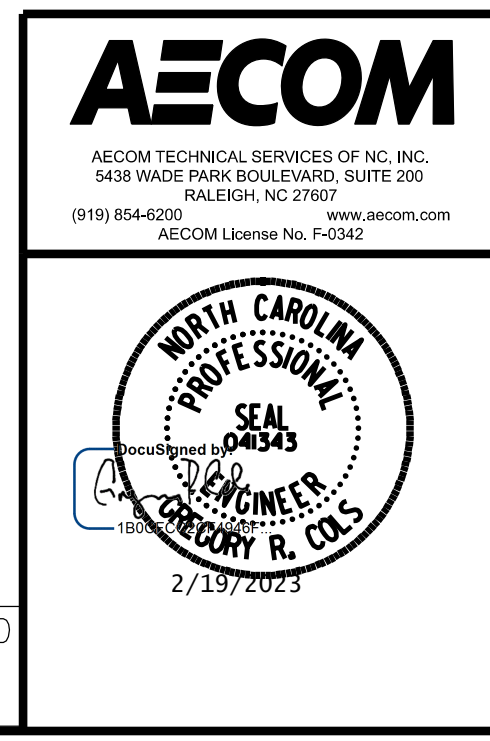 AECOM
AECOM TECHNICAL SERVICES OF NC, INC.
5438 WADE PARK BOULEVARD, SUITE 200
RALEIGH, NC 27607
(919) 854-6200 www.aecom.com
AECOM License No. F-0342
NORTH CAROLINA
PROFESSIONAL
SEAL
041343
ENGINEER
GREGORY R. COLS
DocuSigned by:
2/19/2023